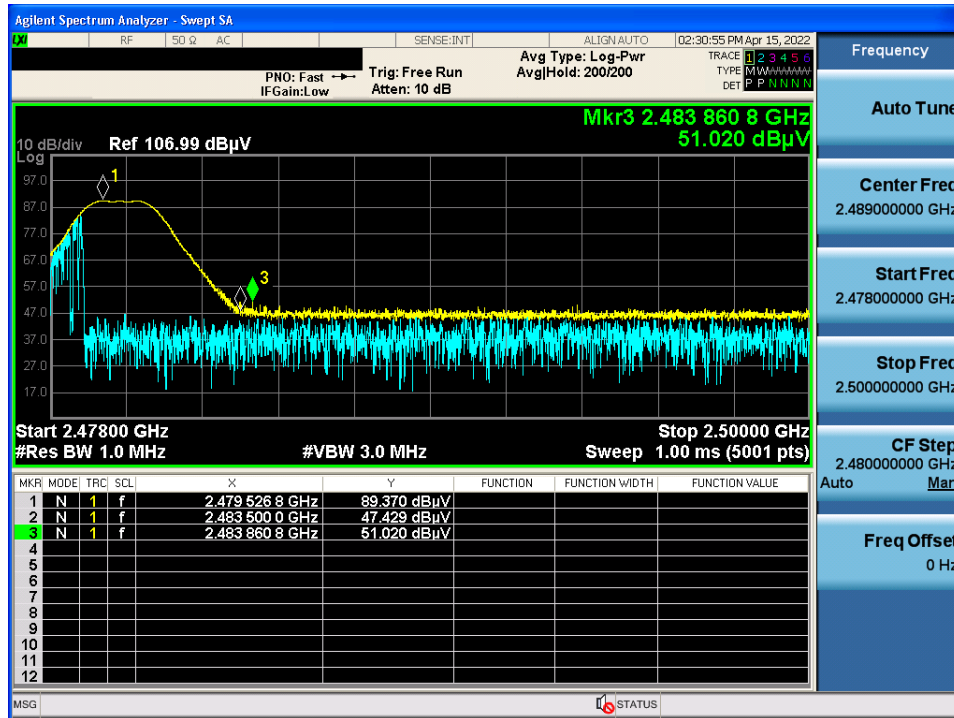 Agilent Spectrum Analyzer - Swept SA
LXI RF 50 Ω AC SENSE:INT ALIGN AUTO 02:30:55 PM Apr 15, 2022
Frequency
PNO: Fast Trig: Free Run Avg Type: Log-Pwr TRACE 1 2 3 4 5 6
IFGain:Low Atten: 10 dB Avg|Hold: 200/200 TYPE M W W W W W
DET P P N N N N
Auto Tune
Mkr3 2.483 860 8 GHz
51.020 dBµV
10 dB/div Ref 106.99 dBµV
Log
97.0
87.0
77.0
67.0
57.0
47.0
37.0
27.0
17.0
1
3
Start 2.47800 GHz Stop 2.50000 GHz
#Res BW 1.0 MHz #VBW 3.0 MHz Sweep 1.00 ms (5001 pts)
MKR MODE TRC SCL X Y FUNCTION FUNCTION WIDTH FUNCTION VALUE
1 N 1 f 2.479 526 8 GHz 89.370 dBµV
2 N 1 f 2.483 500 0 GHz 47.429 dBµV
3 N 1 f 2.483 860 8 GHz 51.020 dBµV
4
5
6
7
8
9
10
11
12
Center Freq
2.489000000 GHz
Start Freq
2.478000000 GHz
Stop Freq
2.500000000 GHz
CF Step
2.480000000 GHz
Auto Man
Freq Offset
0 Hz
MSG STATUS